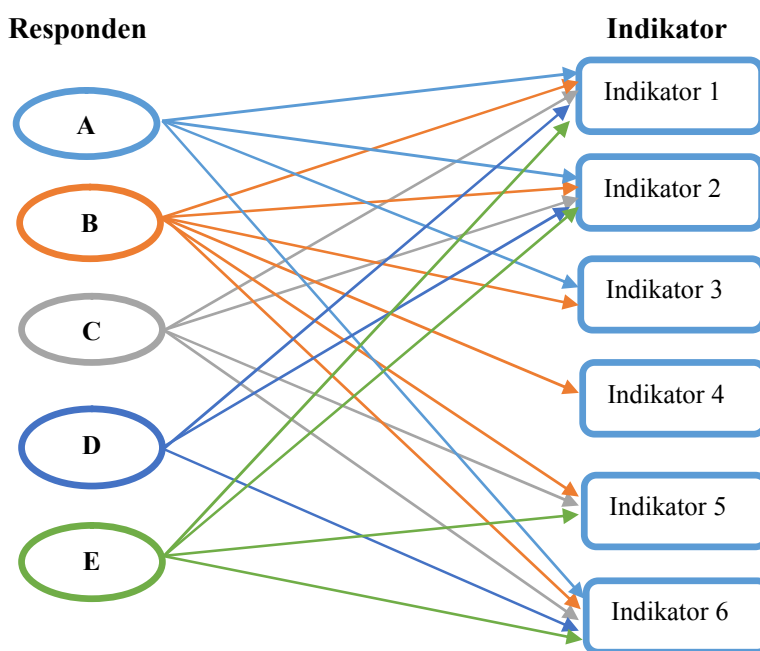 Responden
Indikator
A
B
C
D
E
Indikator 1
Indikator 2
Indikator 3
Indikator 4
Indikator 5
Indikator 6